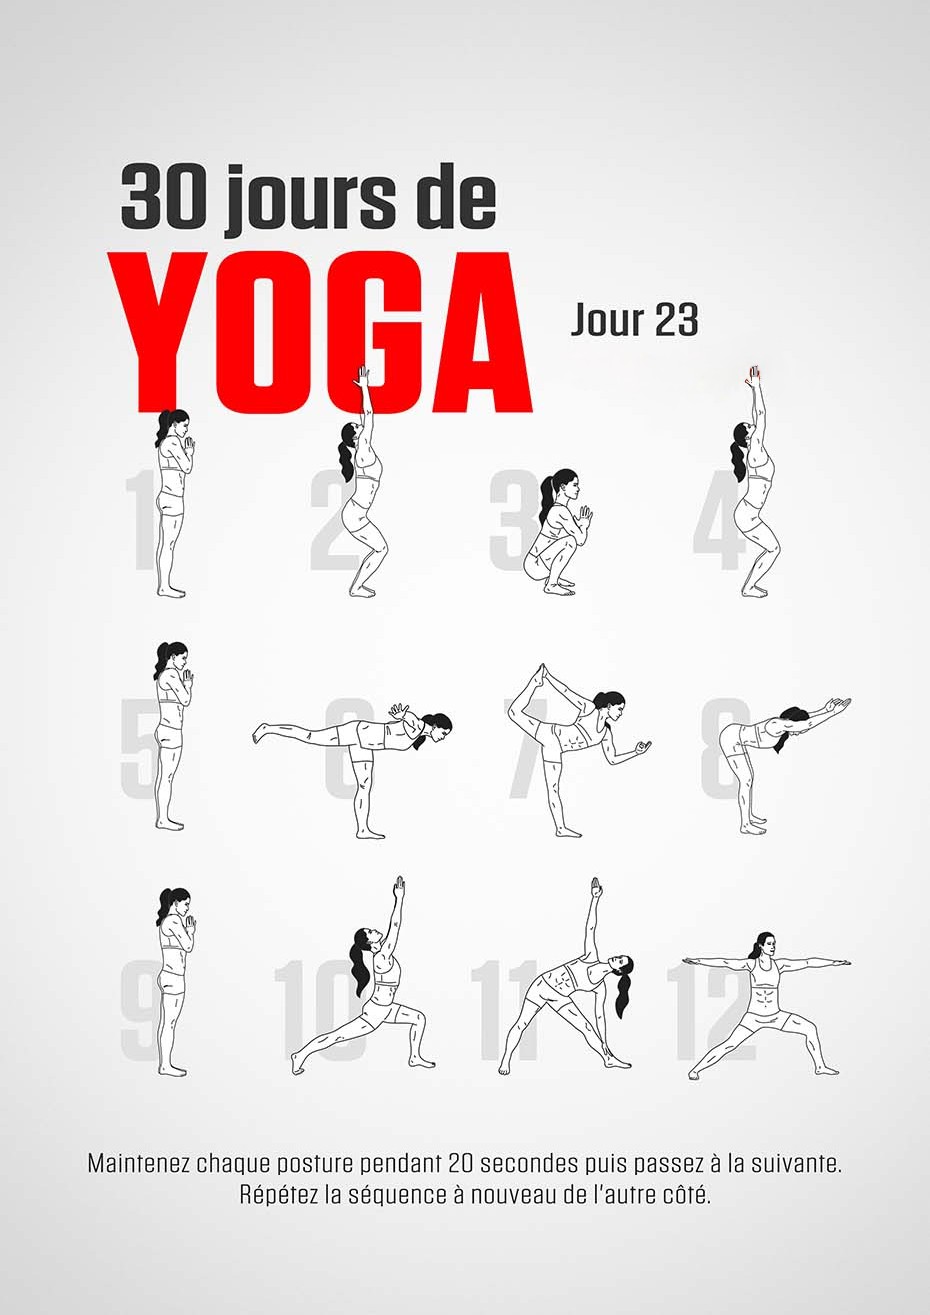 30 jours de
YOGA
Jour 23
1 2 3 4
5 6 7 8
9 10 11 12
Maintenez chaque posture pendant 20 secondes puis passez à la suivante.
Répétez la séquence à nouveau de l'autre côté.